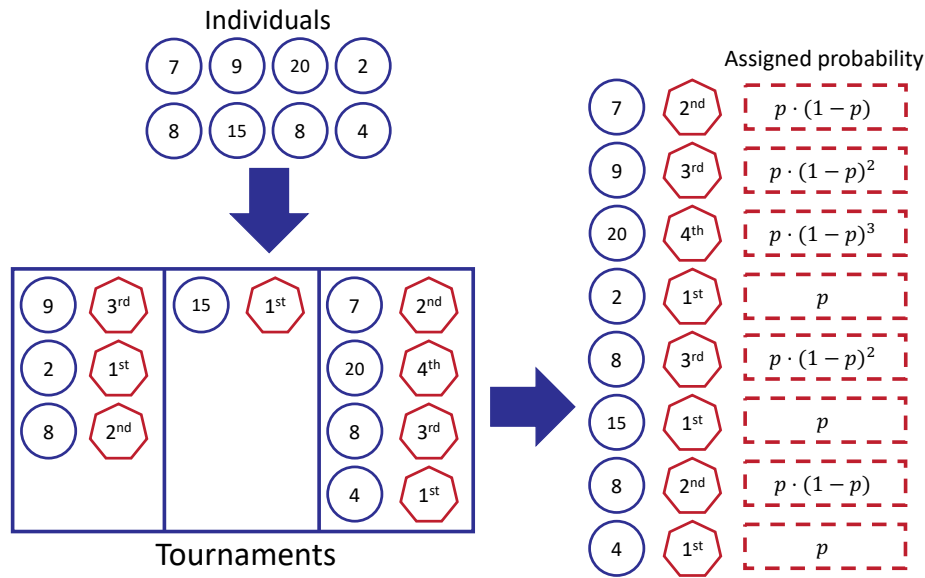 Individuals
7 9 20 2
8 15 8 4
9 3rd 15 1st 7 2nd
2 1st 20 4th
8 2nd 8 3rd
4 1st
Tournaments
Assigned probability
7 2nd p · (1 − p)
9 3rd p · (1 − p)²
20 4th p · (1 − p)³
2 1st p
8 3rd p · (1 − p)²
15 1st p
8 2nd p · (1 − p)
4 1st p